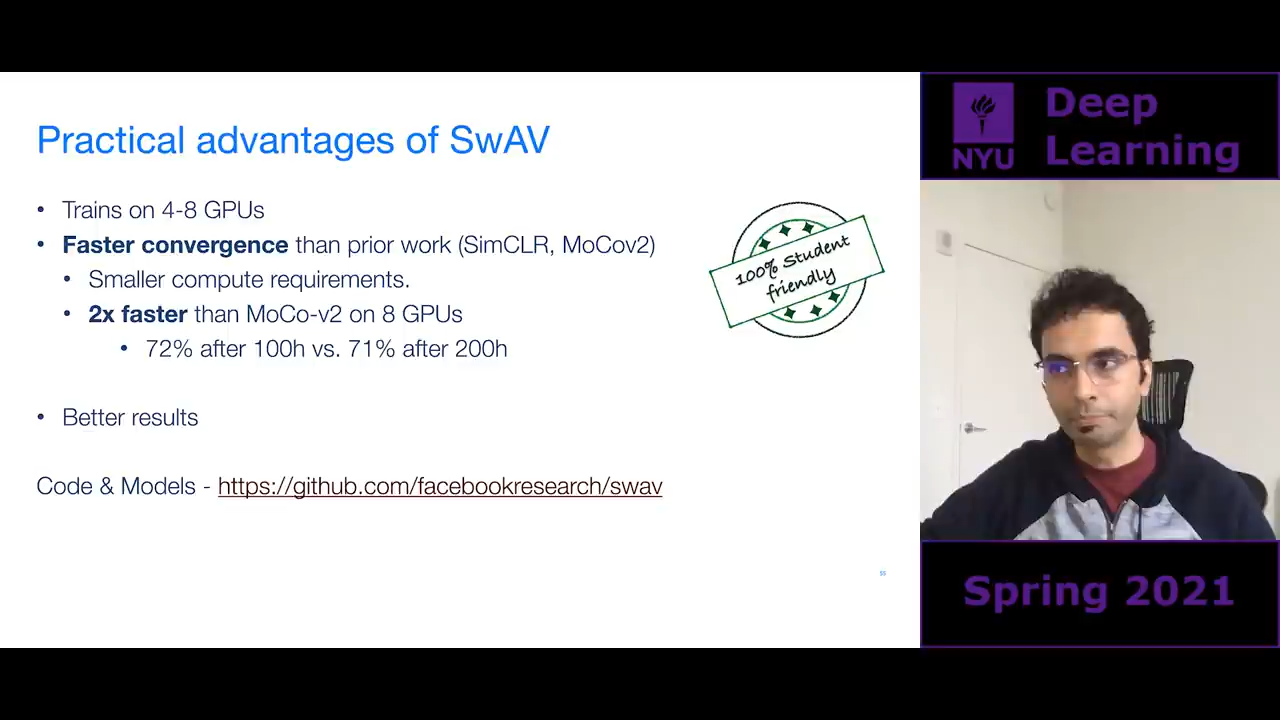 Practical advantages of SwAV
• Trains on 4-8 GPUs
• Faster convergence than prior work (SimCLR, MoCov2)
• Smaller compute requirements.
• 2x faster than MoCo-v2 on 8 GPUs
• 72% after 100h vs. 71% after 200h
• Better results
Code & Models - https://github.com/facebookresearch/swav
100% Student
friendly
55
NYU
Deep
Learning
Spring 2021